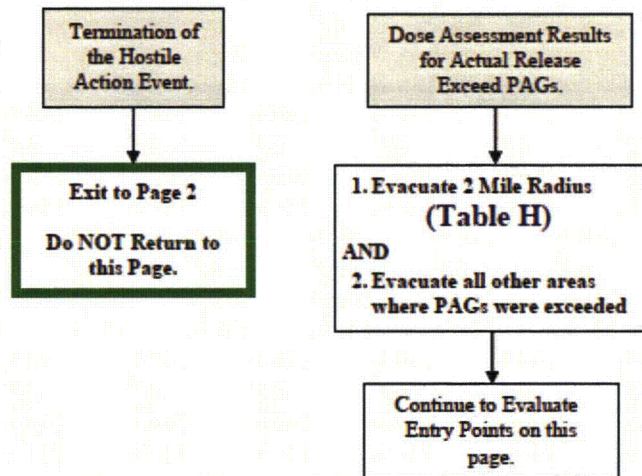 Termination of
the Hostile
Action Event.
Exit to Page 2
Do NOT Return to
this Page.
Dose Assessment Results
for Actual Release
Exceed PAGs.
1. Evacuate 2 Mile Radius
(Table H)
AND
2. Evacuate all other areas
where PAGs were exceeded
Continue to Evaluate
Entry Points on this
page.